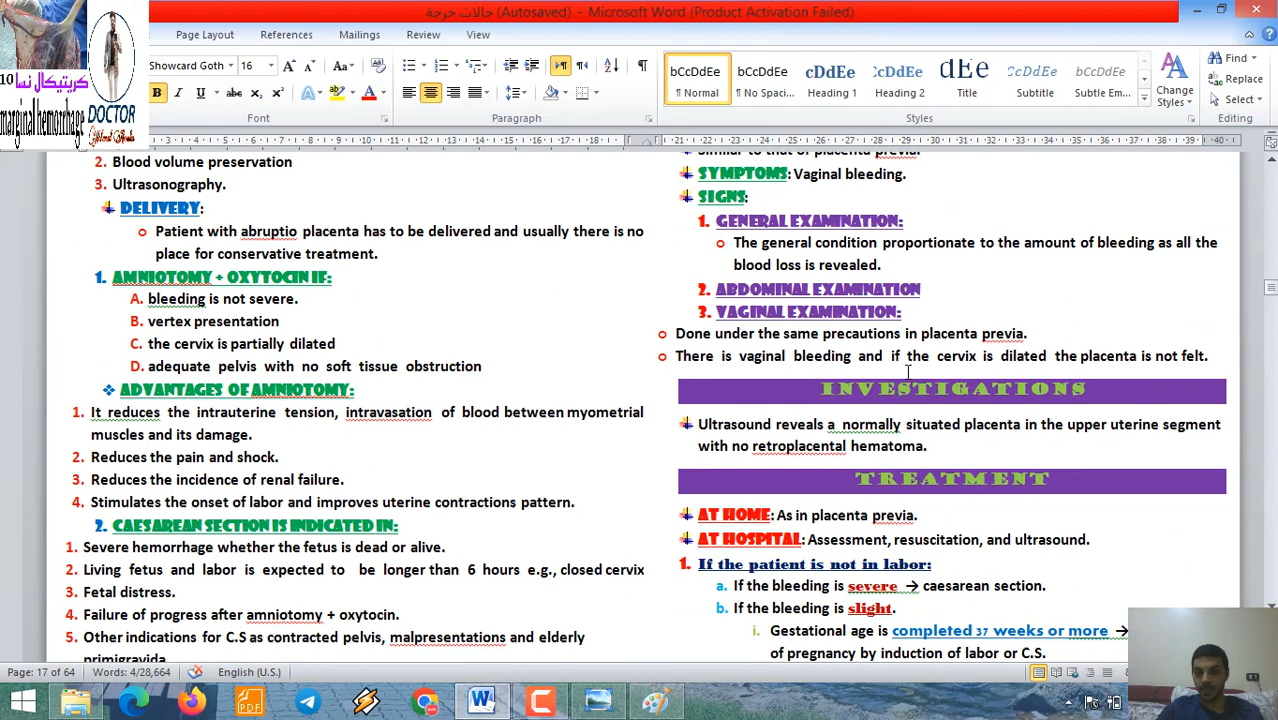 حالات حرجة (Autosaved) - Microsoft Word (Product Activation Failed)
Page Layout References Mailings Review View
Showcard Goth 16
Font Paragraph Styles Editing
bCcDdEe ¶ Normal
bCcDdEe ¶ No Spaci...
cDdEe Heading 1
CcDdEe Heading 2
dEe Title
CcDdEe Subtitle
bCcDdEe Subtle Em...
Change Styles
Find
Replace
Select
10 كريتيكال نسا
marginal hemorrhage
DOCTOR
2. Blood volume preservation
3. Ultrasonography.
DELIVERY:
Patient with abruptio placenta has to be delivered and usually there is no
place for conservative treatment.
1. AMNIOTOMY + OXYTOCIN IF:
A. bleeding is not severe.
B. vertex presentation
C. the cervix is partially dilated
D. adequate pelvis with no soft tissue obstruction
ADVANTAGES OF AMNIOTOMY:
1. It reduces the intrauterine tension, intravasation of blood between myometrial
muscles and its damage.
2. Reduces the pain and shock.
3. Reduces the incidence of renal failure.
4. Stimulates the onset of labor and improves uterine contractions pattern.
2. CAESAREAN SECTION IS INDICATED IN:
1. Severe hemorrhage whether the fetus is dead or alive.
2. Living fetus and labor is expected to be longer than 6 hours e.g., closed cervix
3. Fetal distress.
4. Failure of progress after amniotomy + oxytocin.
5. Other indications for C.S as contracted pelvis, malpresentations and elderly
primigravida.
Similar to that of placenta previa.
SYMPTOMS: Vaginal bleeding.
SIGNS:
1. GENERAL EXAMINATION:
The general condition proportionate to the amount of bleeding as all the
blood loss is revealed.
2. ABDOMINAL EXAMINATION
3. VAGINAL EXAMINATION:
Done under the same precautions in placenta previa.
There is vaginal bleeding and if the cervix is dilated the placenta is not felt.
INVESTIGATIONS
Ultrasound reveals a normally situated placenta in the upper uterine segment
with no retroplacental hematoma.
TREATMENT
AT HOME: As in placenta previa.
AT HOSPITAL: Assessment, resuscitation, and ultrasound.
1. If the patient is not in labor:
a. If the bleeding is severe → caesarean section.
b. If the bleeding is slight.
i. Gestational age is completed 37 weeks or more →
of pregnancy by induction of labor or C.S.
Page: 17 of 64 Words: 4/28,664 English (U.S.)